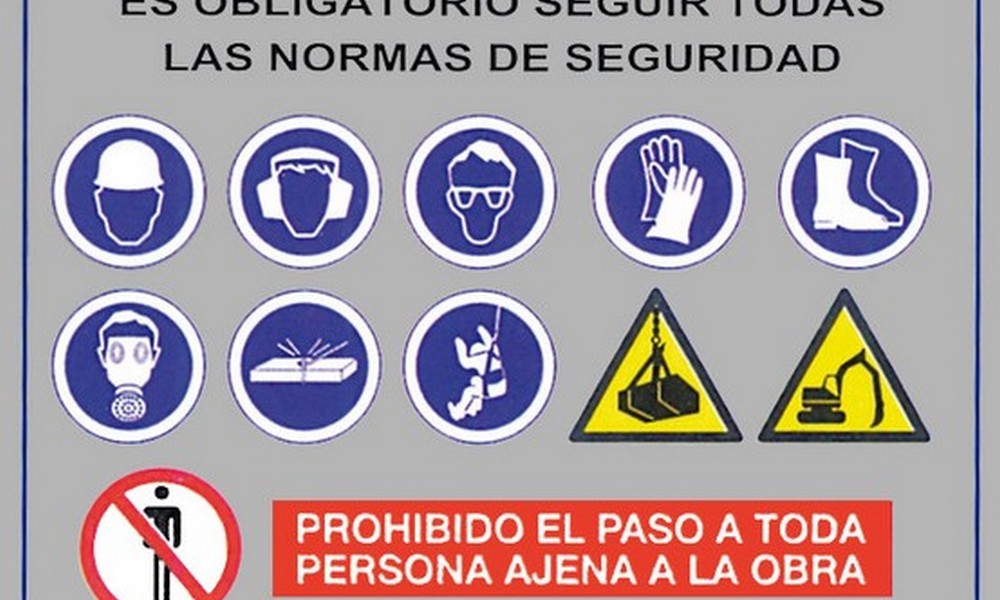 ES OBLIGATORIO SEGUIR TODAS
LAS NORMAS DE SEGURIDAD
PROHIBIDO EL PASO A TODA
PERSONA AJENA A LA OBRA